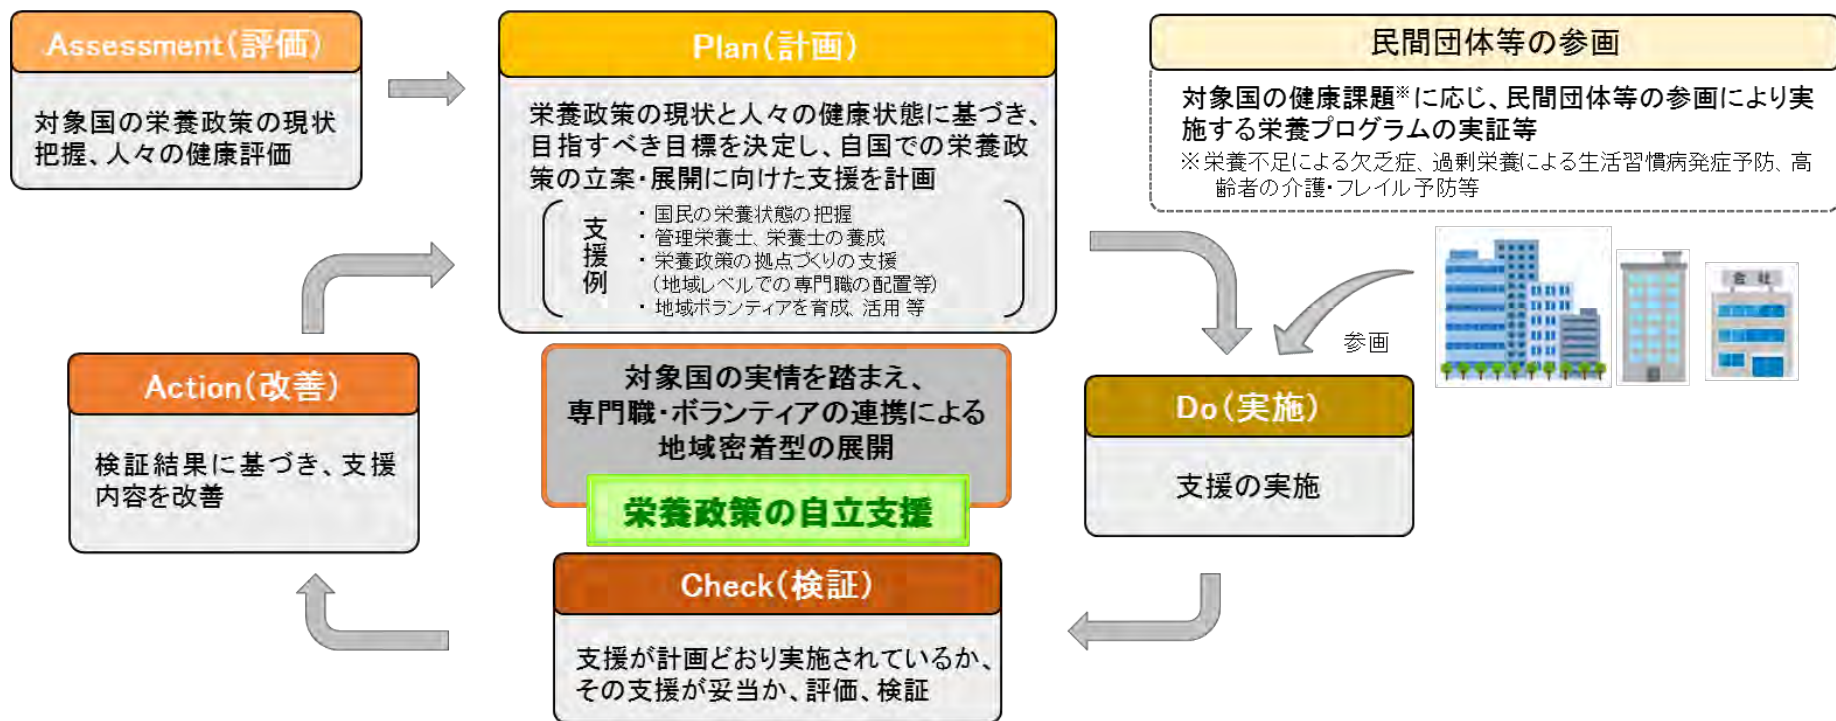 Assessment(評価)
対象国の栄養政策の現状
把握、人々の健康評価
Plan(計画)
栄養政策の現状と人々の健康状態に基づき、
目指すべき目標を決定し、自国での栄養政
策の立案・展開に向けた支援を計画
支援例
・国民の栄養状態の把握
・管理栄養士、栄養士の養成
・栄養政策の拠点づくりの支援
(地域レベルでの専門職の配置等)
・地域ボランティアを育成、活用 等
民間団体等の参画
対象国の健康課題※に応じ、民間団体等の参画により実
施する栄養プログラムの実証等
※栄養不足による欠乏症、過剰栄養による生活習慣病発症予防、高
齢者の介護・フレイル予防等
会 社
参画
Do(実施)
支援の実施
対象国の実情を踏まえ、
専門職・ボランティアの連携による
地域密着型の展開
栄養政策の自立支援
Check(検証)
支援が計画どおり実施されているか、
その支援が妥当か、評価、検証
Action(改善)
検証結果に基づき、支援
内容を改善